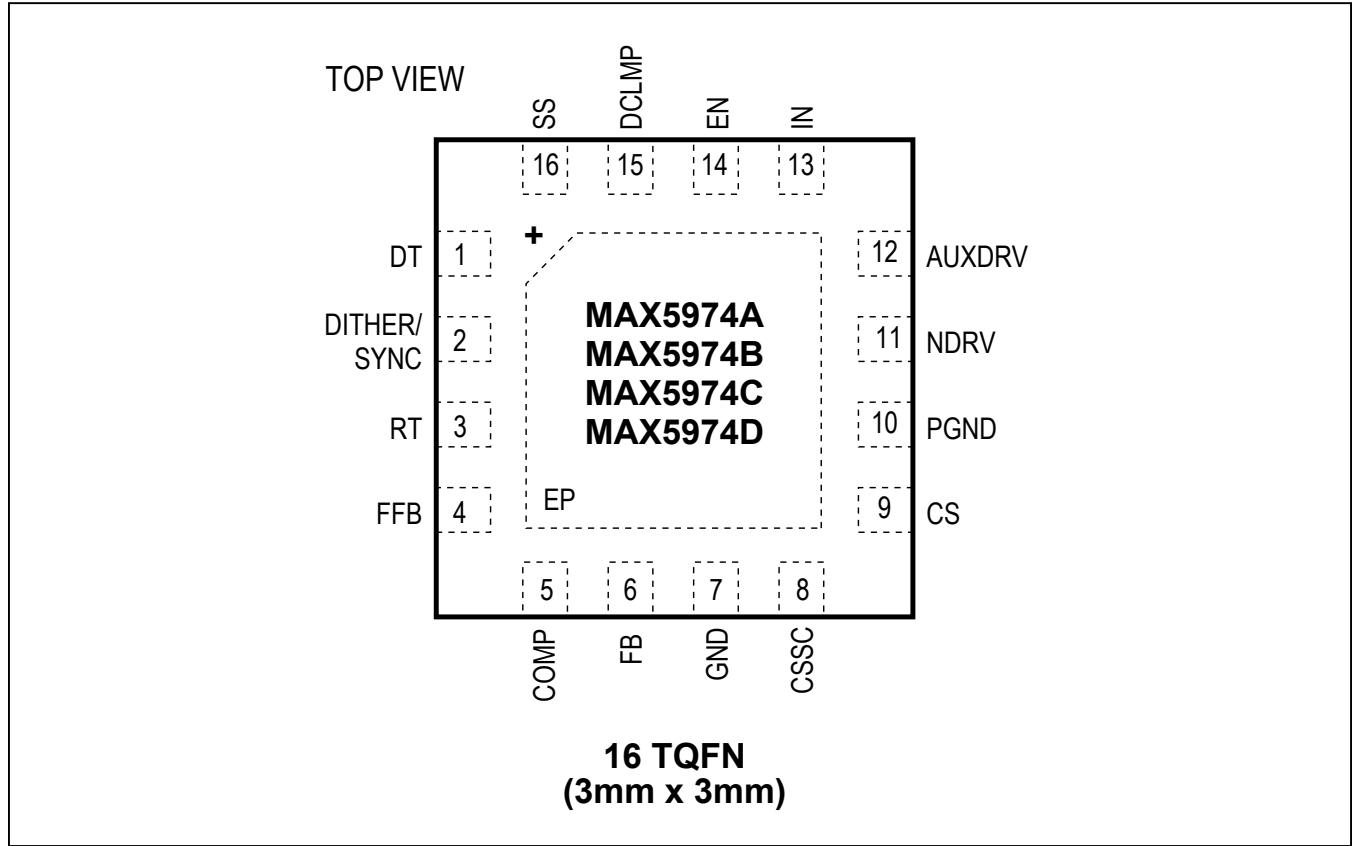 TOP VIEW
SS
DCLMP
EN
IN
16
15
14
13
+
DT
1
12
AUXDRV
DITHER/
SYNC
2
MAX5974A
MAX5974B
MAX5974C
MAX5974D
11
NDRV
RT
3
10
PGND
FFB
4
EP
9
CS
5
6
7
8
COMP
FB
GND
CSSC
16 TQFN
(3mm x 3mm)